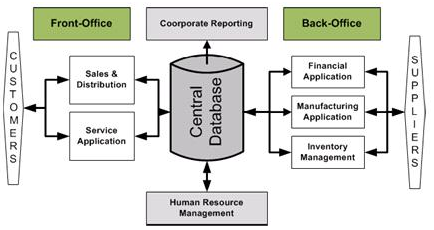 Front-Office
Coorporate Reporting
Back-Office
CUSTOMERS
Sales &
Distribution
Service
Application
Central
Database
Financial
Application
Manufacturing
Application
Inventory
Management
SUPPLIERS
Human Resource
Management